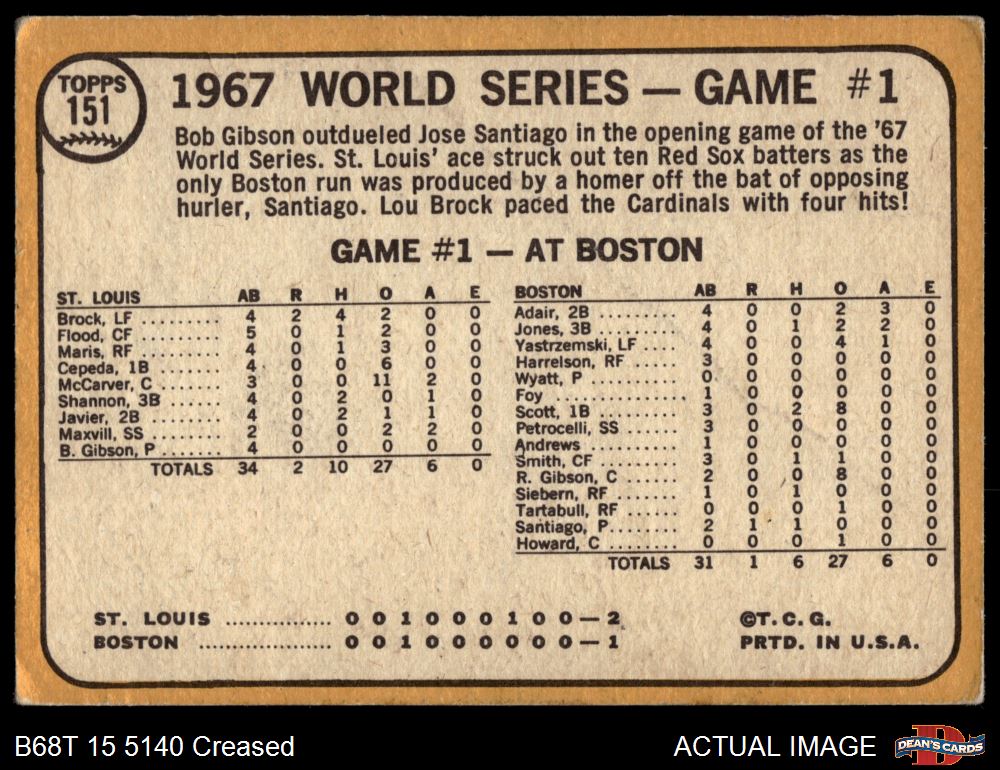 TOPPS
151
1967 WORLD SERIES — GAME #1
Bob Gibson outdueled Jose Santiago in the opening game of the '67
World Series. St. Louis' ace struck out ten Red Sox batters as the
only Boston run was produced by a homer off the bat of opposing
hurler, Santiago. Lou Brock paced the Cardinals with four hits!
GAME #1 — AT BOSTON
ST. LOUIS AB R H O A E
Brock, LF ......... 4 2 4 2 0 0
Flood, CF ......... 5 0 1 2 0 0
Maris, RF ......... 4 0 1 3 0 0
Cepeda, 1B ....... 4 0 0 6 0 0
McCarver, C ...... 3 0 0 11 2 0
Shannon, 3B ...... 4 0 2 0 1 0
Javier, 2B ........ 4 0 2 1 1 0
Maxvill, SS ....... 2 0 0 2 2 0
B. Gibson, P ...... 4 0 0 0 0 0
TOTALS 34 2 10 27 6 0
BOSTON AB R H O A E
Adair, 2B ......... 4 0 0 2 3 0
Jones, 3B ......... 4 0 1 2 2 0
Yastrzemski, LF .... 4 0 0 4 1 0
Harrelson, RF ..... 3 0 0 0 0 0
Wyatt, P .......... 0 0 0 0 0 0
Foy .............. 1 0 0 0 0 0
Scott, 1B ......... 3 0 2 8 0 0
Petrocelli, SS ...... 3 0 0 0 0 0
Andrews .......... 1 0 0 0 0 0
Smith, CF ......... 3 0 1 1 0 0
R. Gibson, C ...... 2 0 0 8 0 0
Siebern, RF ....... 1 0 1 0 0 0
Tartabull, RF ...... 0 0 0 1 0 0
Santiago, P ........ 2 1 1 0 0 0
Howard, C ........ 0 0 0 1 0 0
TOTALS 31 1 6 27 6 0
ST. LOUIS ................ 0 0 1 0 0 0 1 0 0 — 2
BOSTON .................... 0 0 1 0 0 0 0 0 0 — 1
©T.C.G.
PRTD. IN U.S.A.
B68T 15 5140 Creased
ACTUAL IMAGE
D
DEAN'S CARDS